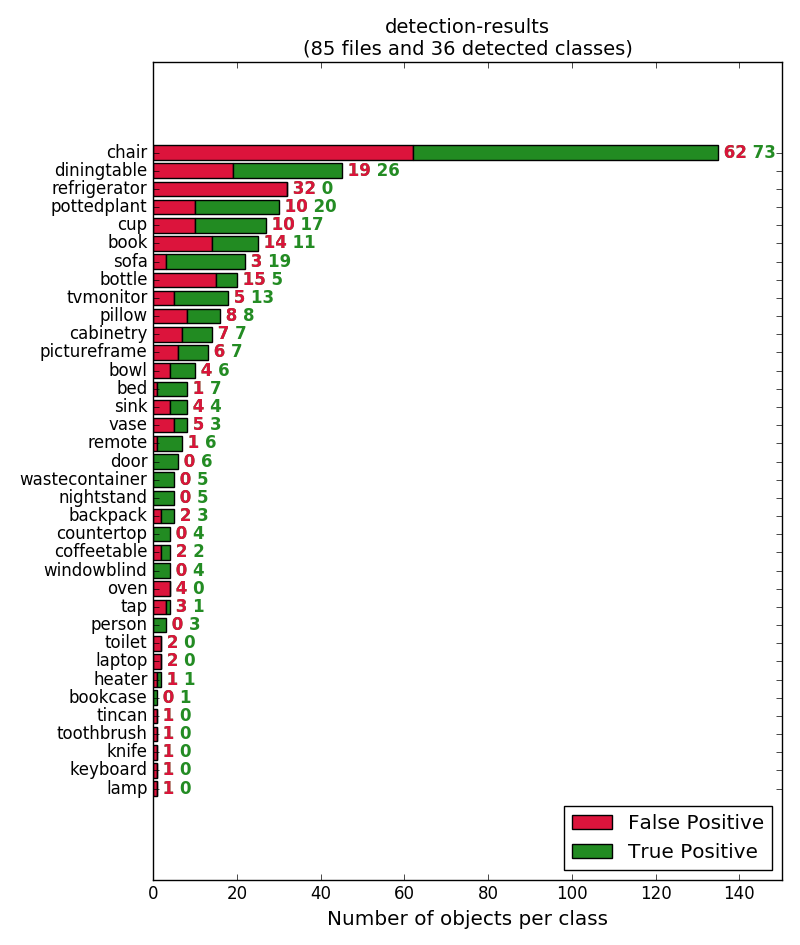 detection-results
(85 files and 36 detected classes)
chair 62 73
diningtable 19 26
refrigerator 32 0
pottedplant 10 20
cup 10 17
book 14 11
sofa 3 19
bottle 15 5
tvmonitor 5 13
pillow 8 8
cabinetry 7 7
pictureframe 6 7
bowl 4 6
bed 1 7
sink 4 4
vase 5 3
remote 1 6
door 0 6
wastecontainer 0 5
nightstand 0 5
backpack 2 3
countertop 0 4
coffeetable 2 2
windowblind 0 4
oven 4 0
tap 3 1
person 0 3
toilet 2 0
laptop 2 0
heater 1 1
bookcase 0 1
tincan 1 0
toothbrush 1 0
knife 1 0
keyboard 1 0
lamp 1 0
False Positive
True Positive
0 20 40 60 80 100 120 140
Number of objects per class